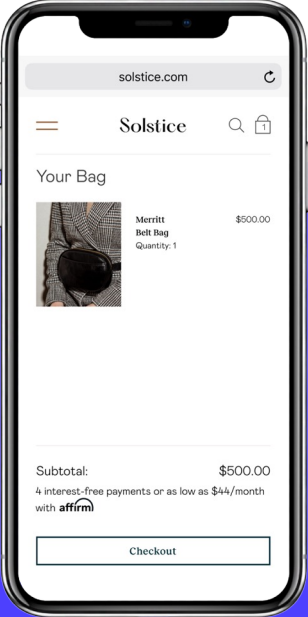 solstice.com
Solstice
1
Your Bag
Merritt $500.00
Belt Bag
Quantity: 1
Subtotal: $500.00
4 interest-free payments or as low as $44/month
with affirm
Checkout